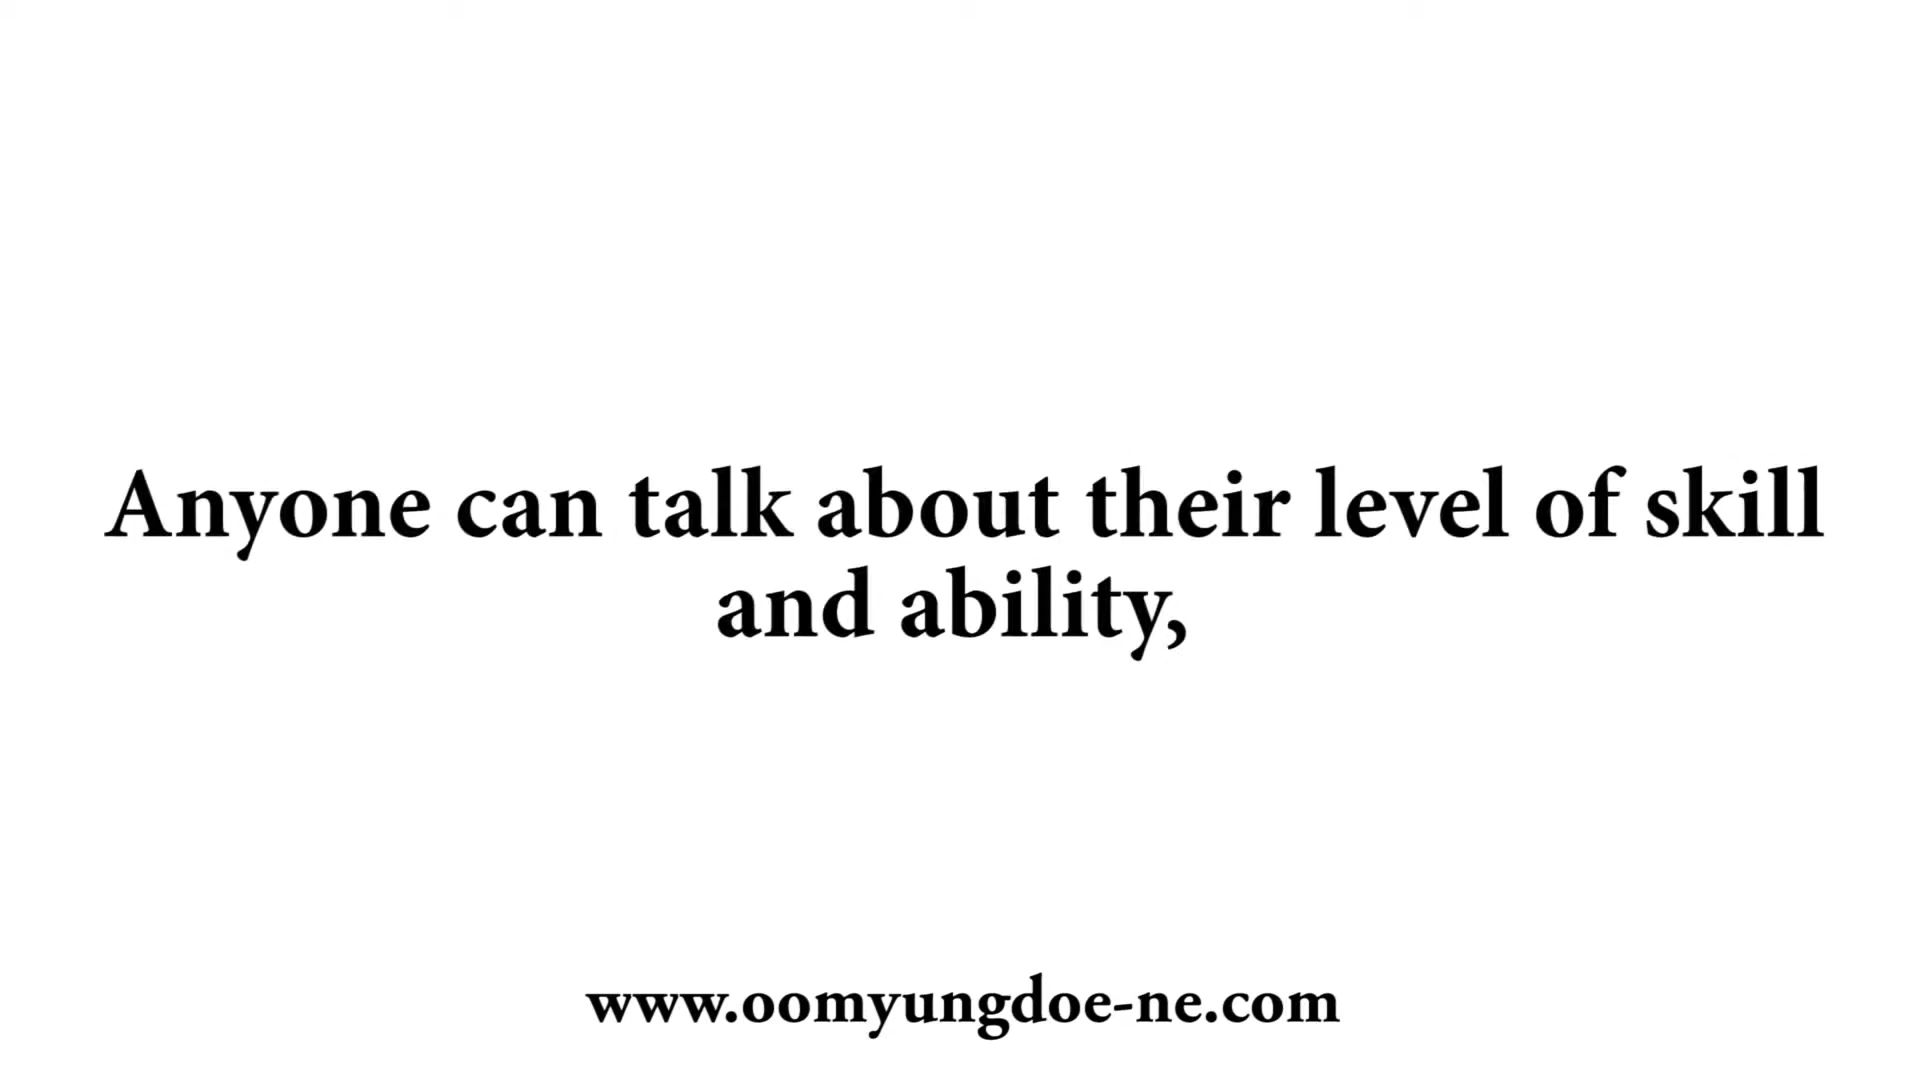 Anyone can talk about their level of skill
and ability,
www.oomyungdoe-ne.com